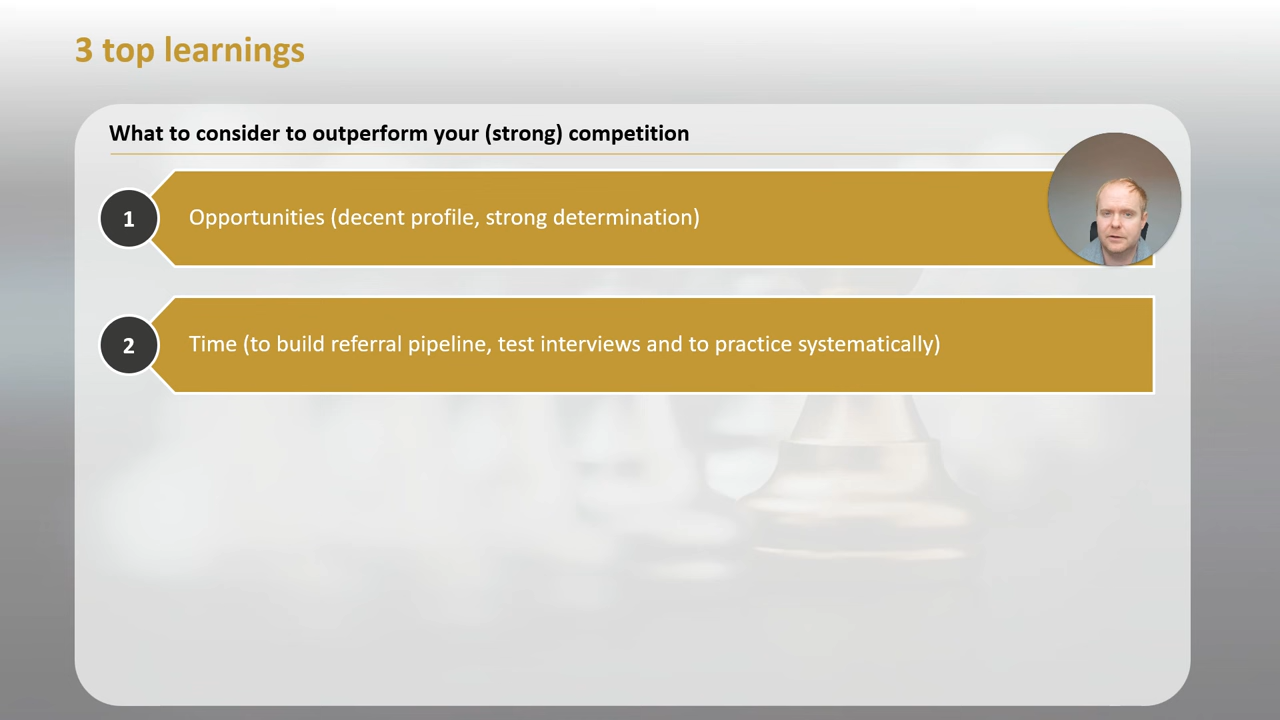 3 top learnings
What to consider to outperform your (strong) competition
1
Opportunities (decent profile, strong determination)
2
Time (to build referral pipeline, test interviews and to practice systematically)